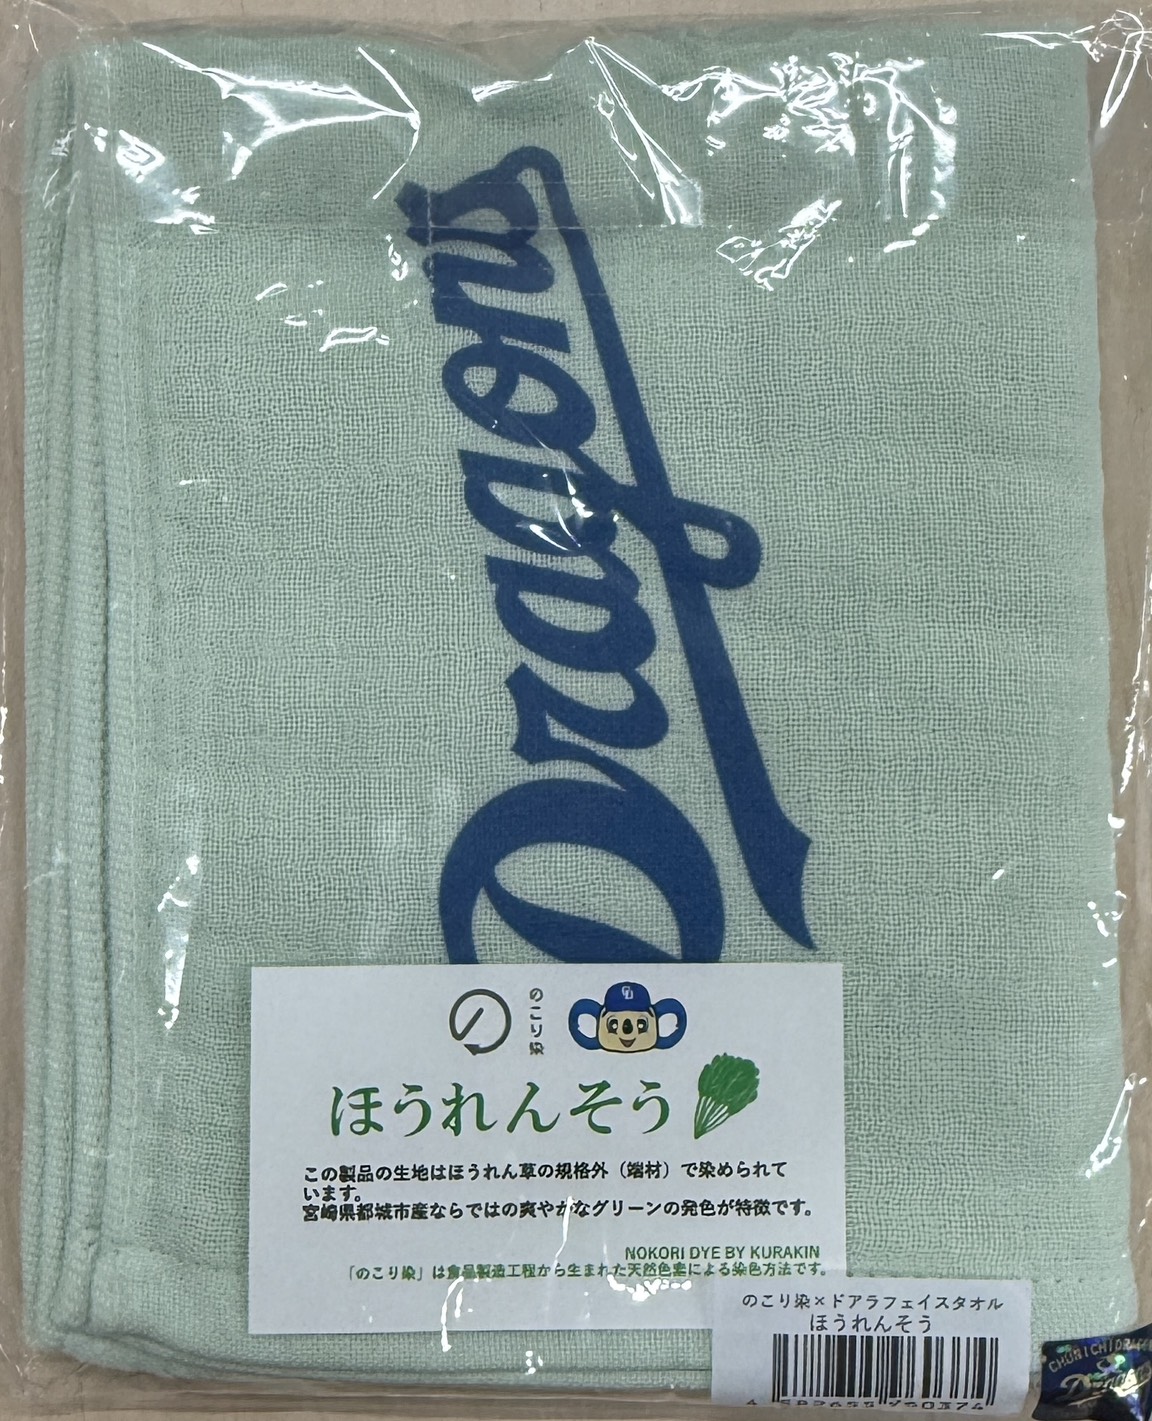 Dragons
の
のこり染
ほうれんそう
この製品の生地はほうれん草の規格外（端材）で染められて
います。
宮崎県都城市産ならではの爽やかなグリーンの発色が特徴です。
NOKORI DYE BY KURAKIN
「のこり染」は食品製造工程から生まれた天然色素による染色方法です。
のこり染×ドアラフェイスタオル
ほうれんそう
CHUNICHI DRAGONS
Dragons